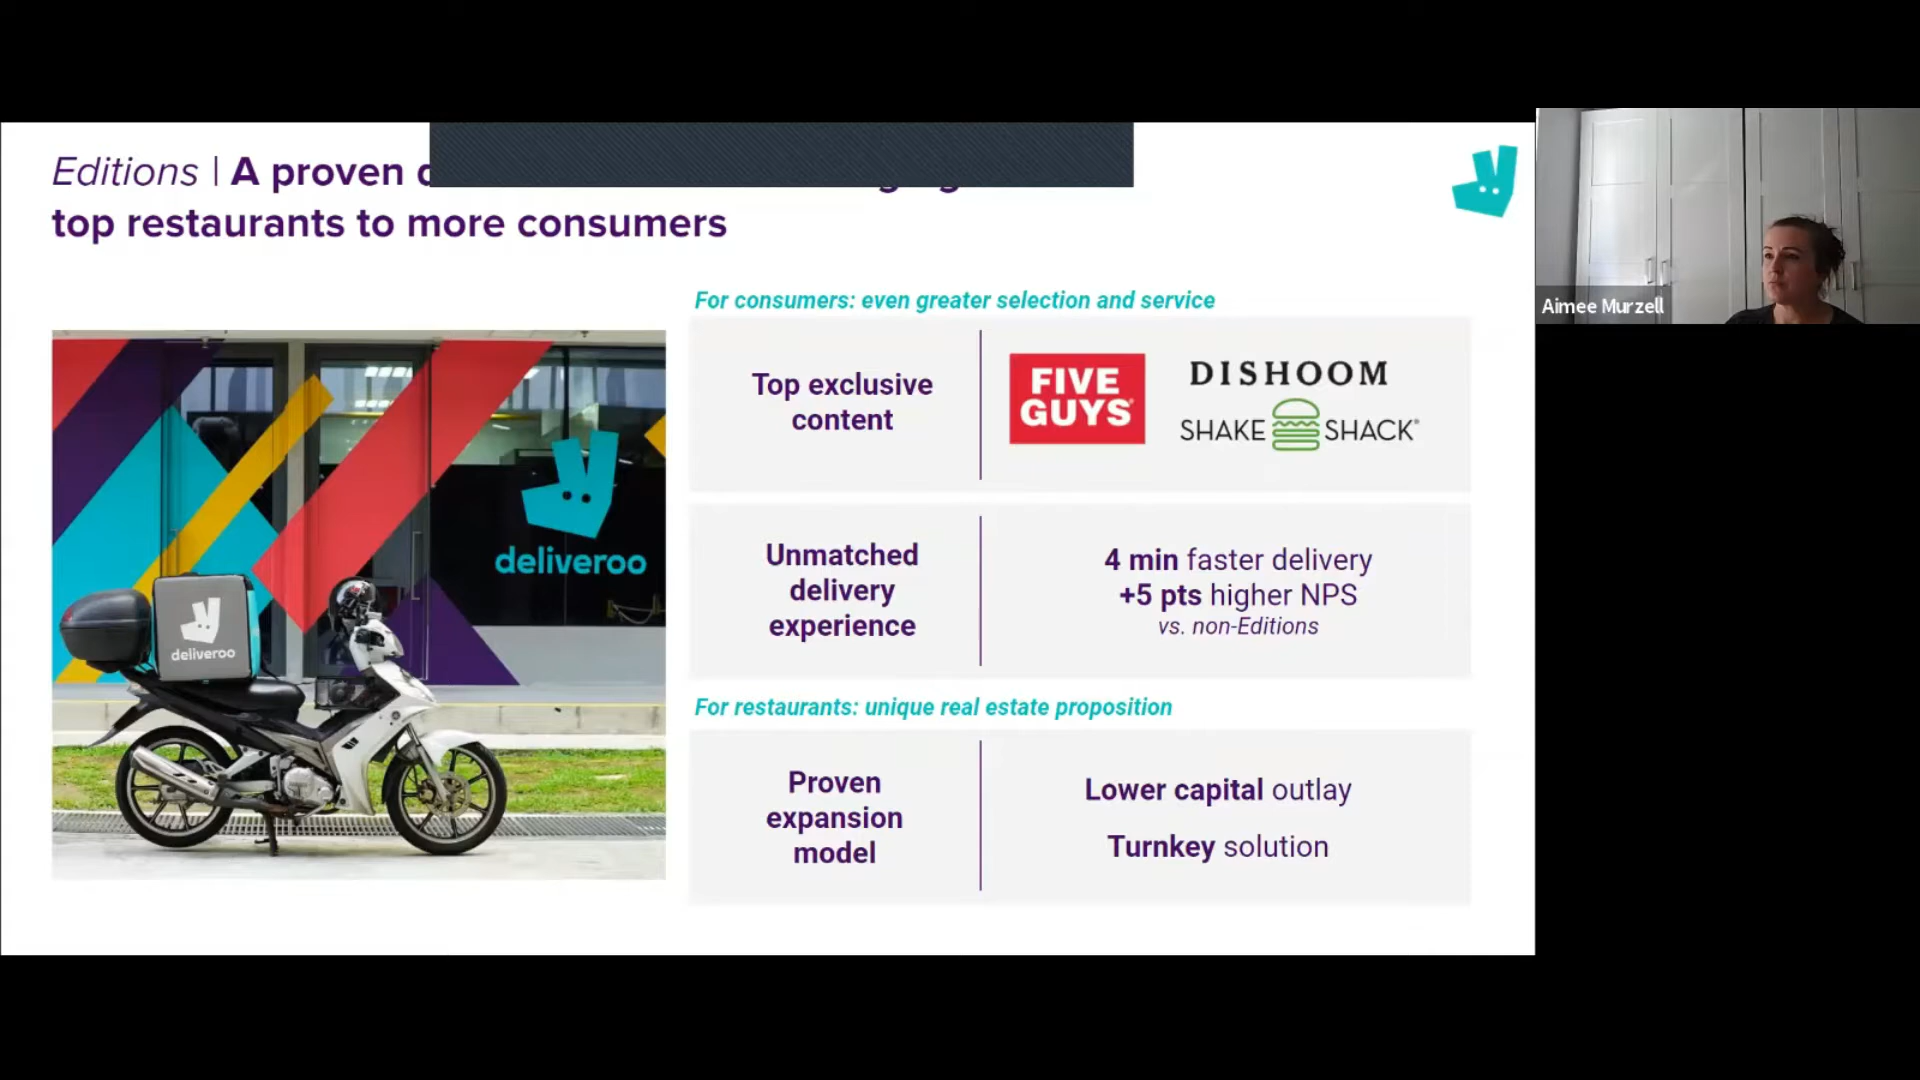 Editions | A proven
top restaurants to more consumers
For consumers: even greater selection and service
Top exclusive
content
FIVE
GUYS
DISHOOM
SHAKE SHACK
Unmatched
delivery
experience
4 min faster delivery
+5 pts higher NPS
vs. non-Editions
For restaurants: unique real estate proposition
Proven
expansion
model
Lower capital outlay
Turnkey solution
deliveroo
deliveroo
Aimee Murzell